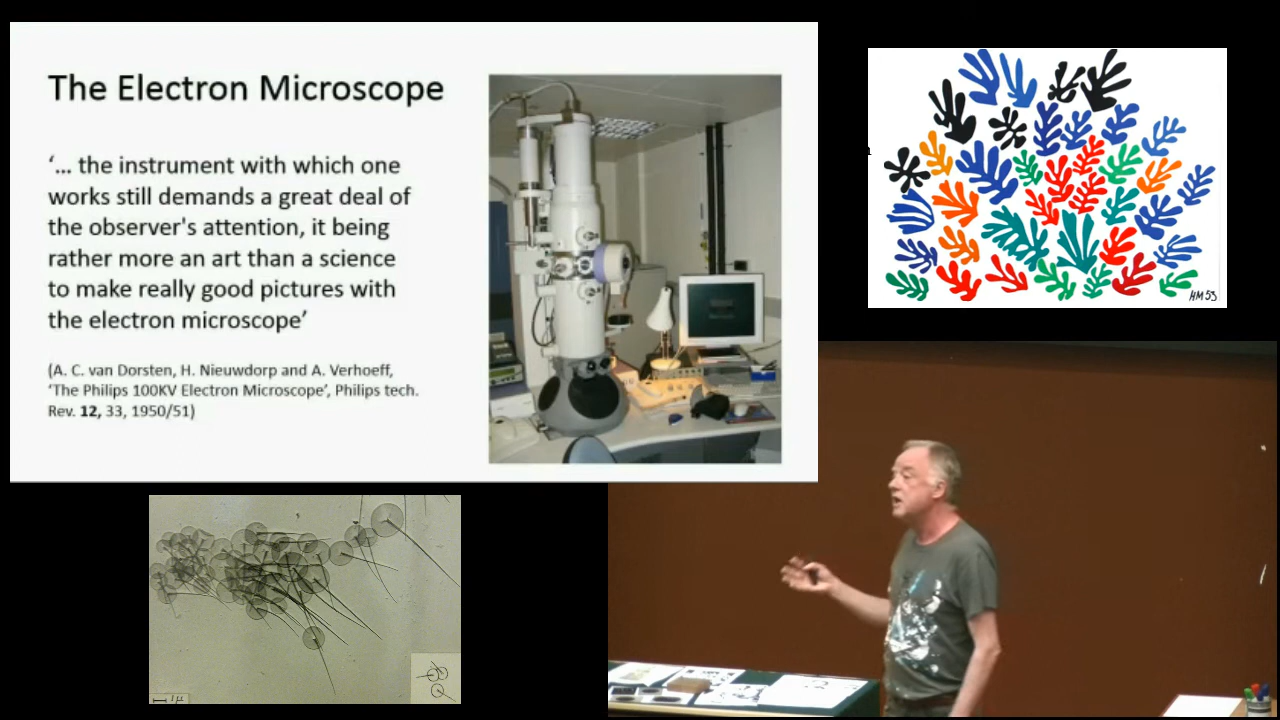 The Electron Microscope
‘... the instrument with which one
works still demands a great deal of
the observer's attention, it being
rather more an art than a science
to make really good pictures with
the electron microscope’
(A. C. van Dorsten, H. Nieuwdorp and A. Verhoeff,
‘The Philips 100KV Electron Microscope’, Philips tech.
Rev. 12, 33, 1950/51)
HM 53
1 µ